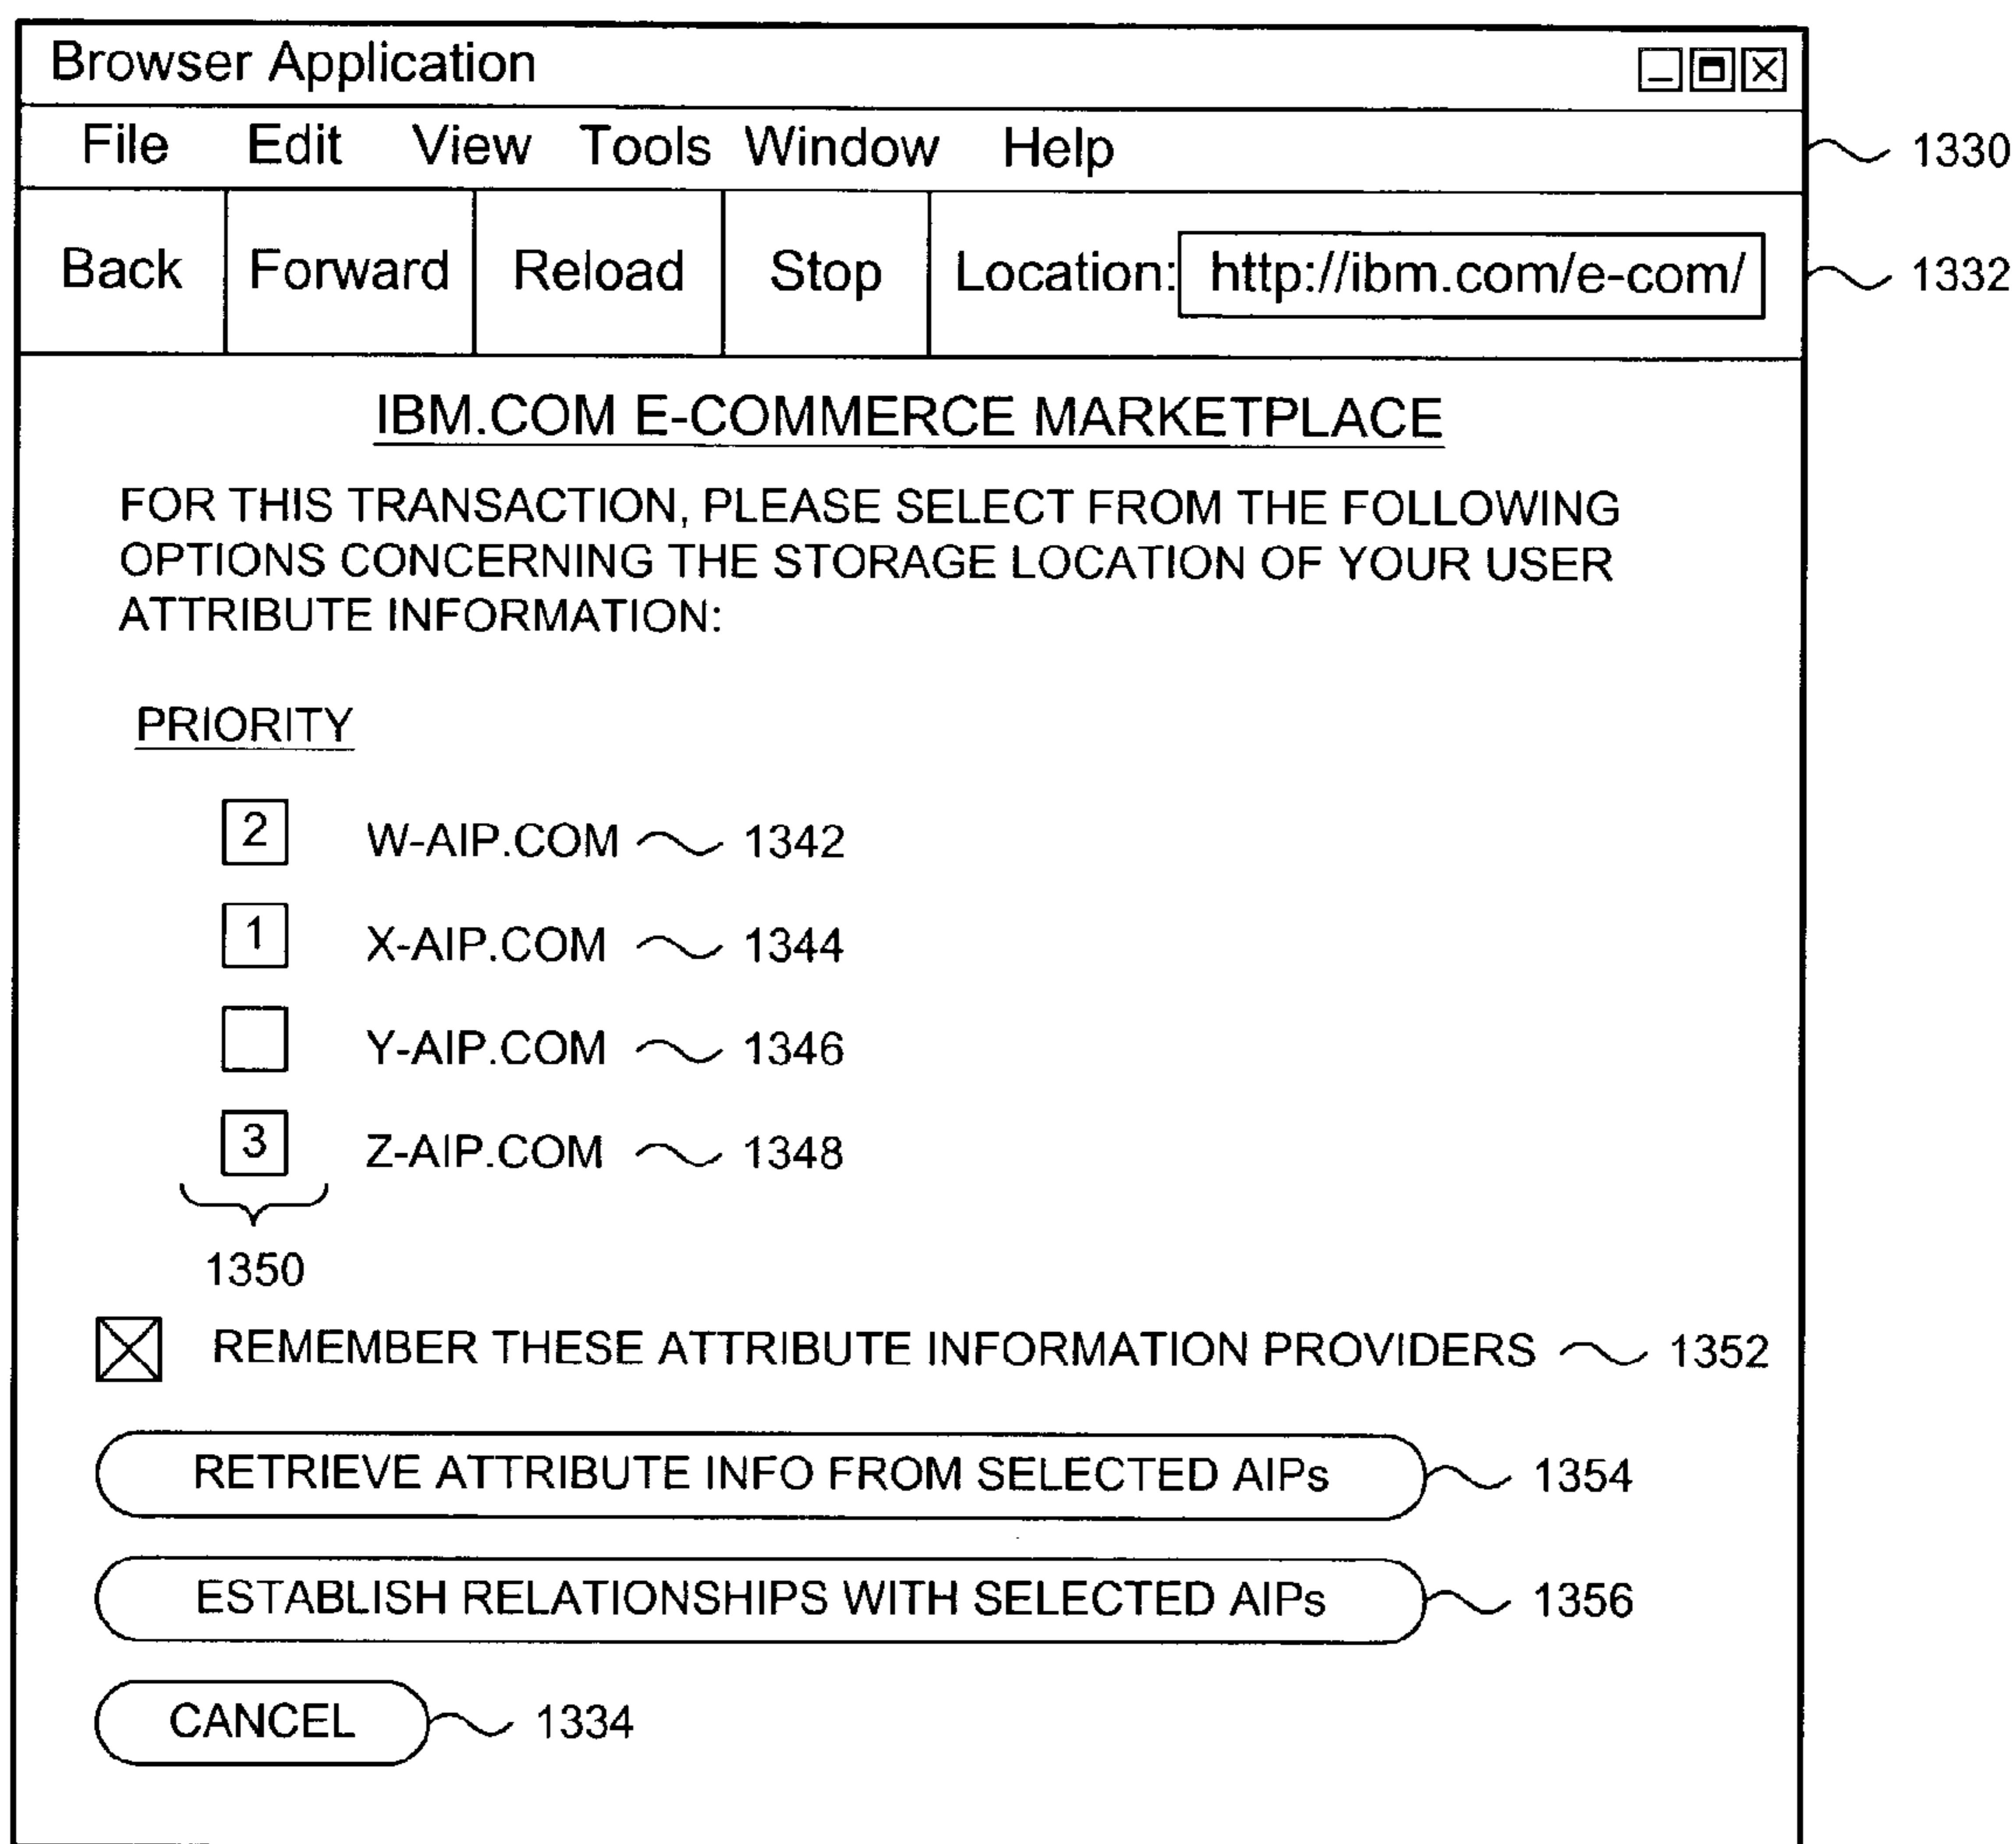 Browser Application
File Edit View Tools Window Help
1330
Back Forward Reload Stop Location: http://ibm.com/e-com/
1332
IBM.COM E-COMMERCE MARKETPLACE
FOR THIS TRANSACTION, PLEASE SELECT FROM THE FOLLOWING
OPTIONS CONCERNING THE STORAGE LOCATION OF YOUR USER
ATTRIBUTE INFORMATION:
PRIORITY
2 W-AIP.COM 1342
1 X-AIP.COM 1344
Y-AIP.COM 1346
3 Z-AIP.COM 1348
1350
REMEMBER THESE ATTRIBUTE INFORMATION PROVIDERS 1352
RETRIEVE ATTRIBUTE INFO FROM SELECTED AIPs 1354
ESTABLISH RELATIONSHIPS WITH SELECTED AIPs 1356
CANCEL 1334